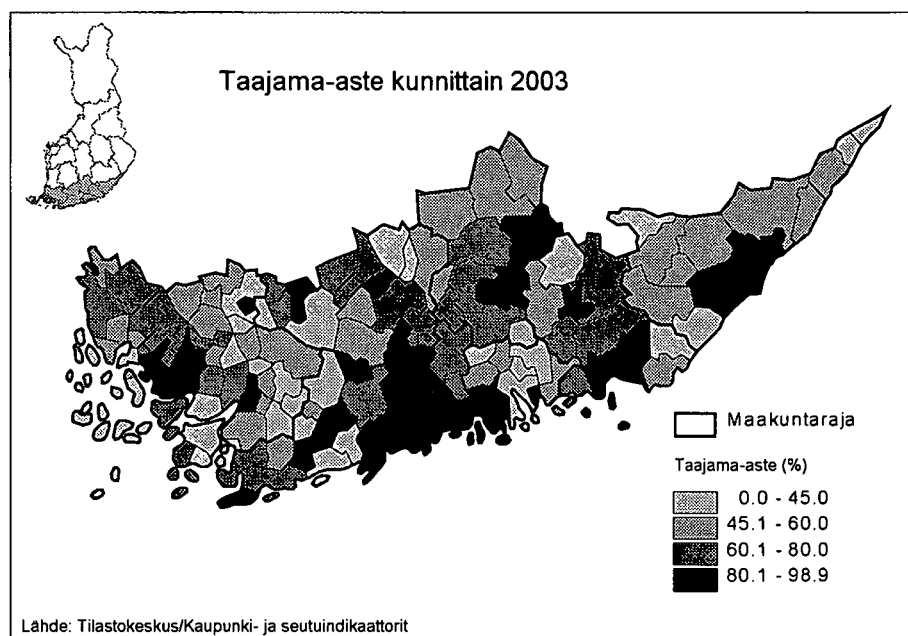 Taajama-aste kunnittain 2003
Maakuntaraja
Taajama-aste (%)
0.0 - 45.0
45.1 - 60.0
60.1 - 80.0
80.1 - 98.9
Lähde: Tilastokeskus/Kaupunki- ja seutuindikaattorit